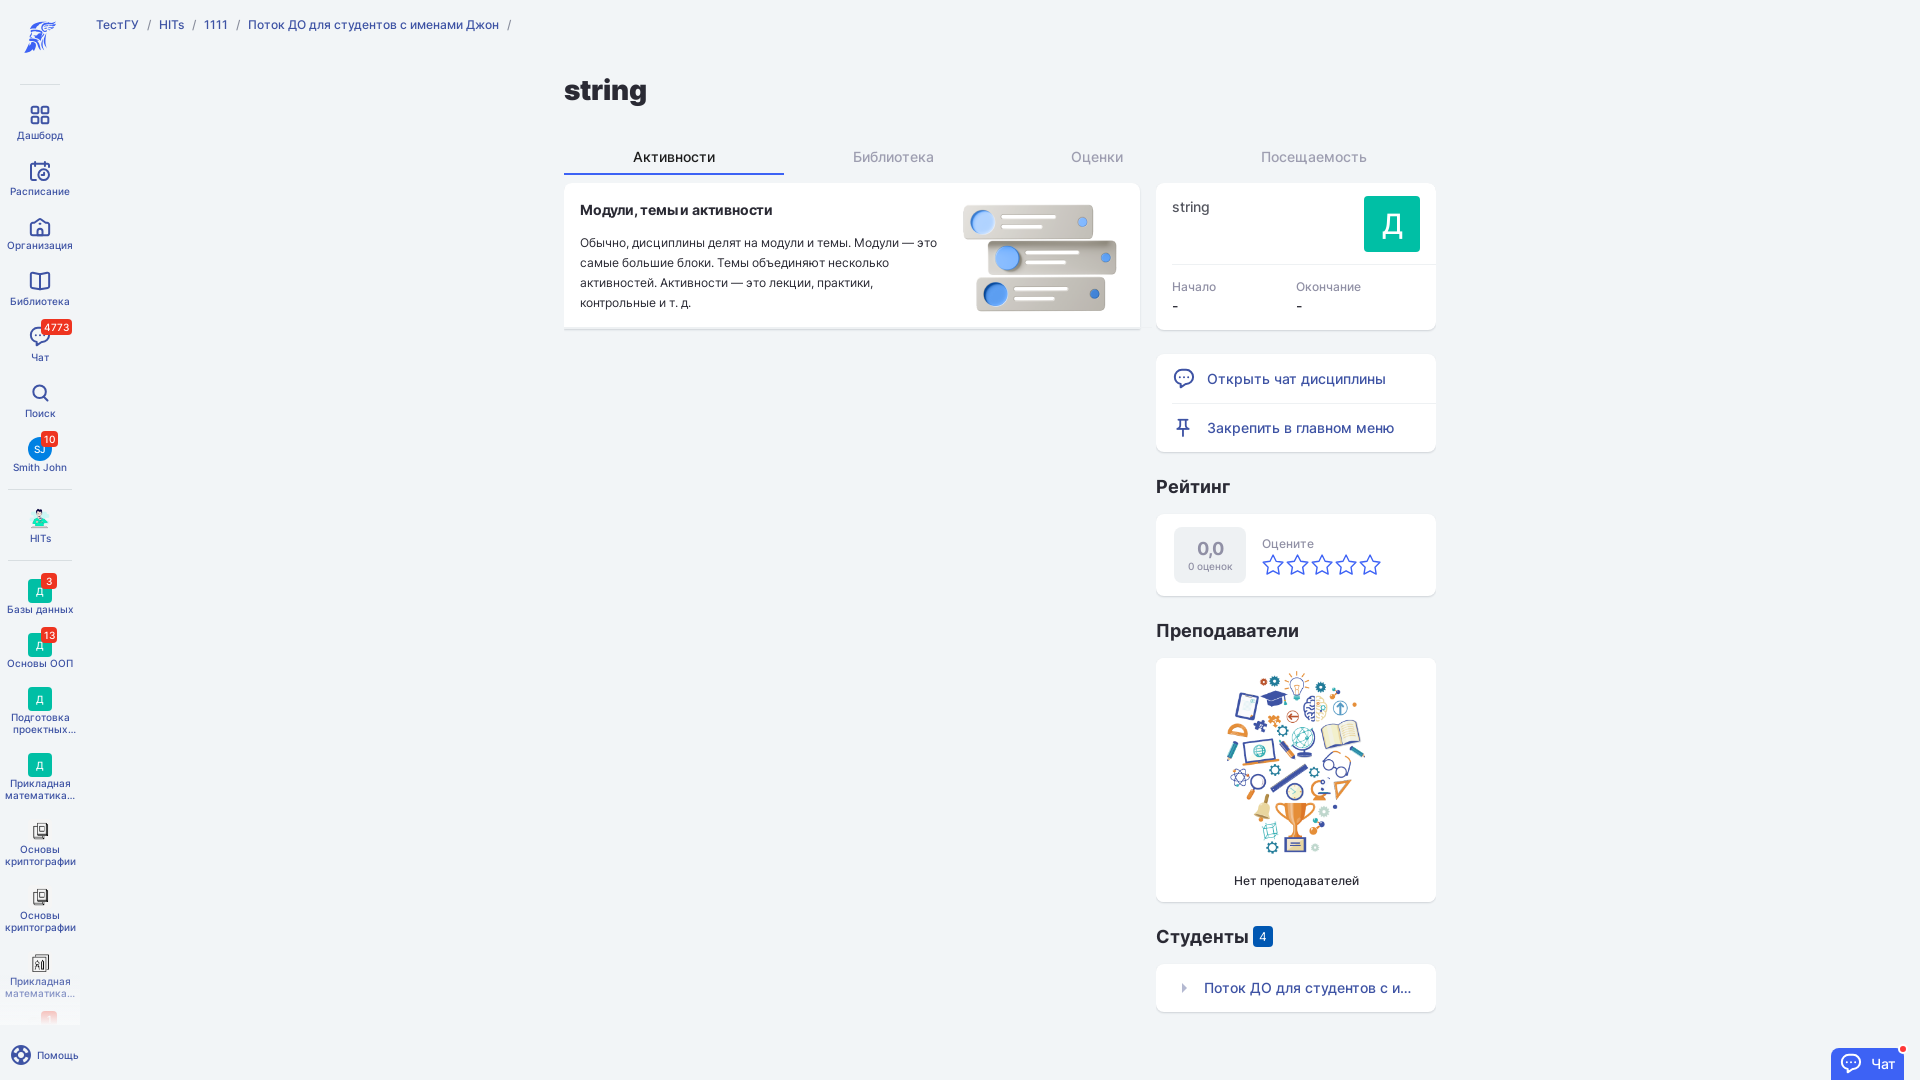 ТестГУ / HITs / 1111 / Поток ДО для студентов с именами Джон /
string
Активности
Библиотека
Оценки
Посещаемость
Модули, темы и активности
Обычно, дисциплины делят на модули и темы. Модули — это
самые большие блоки. Темы объединяют несколько
активностей. Активности — это лекции, практики,
контрольные и т. д.
string
Д
Начало
Окончание
-
-
Открыть чат дисциплины
Закрепить в главном меню
Рейтинг
0,0
0 оценок
Оцените
Преподаватели
Нет преподавателей
Студенты 4
Поток ДО для студентов с и...
Дашборд
Расписание
Организация
Библиотека
4773
Чат
Поиск
10
SJ
Smith John
HITs
3
Д
Базы данных
13
Д
Основы ООП
Д
Подготовка
проектных...
Д
Прикладная
математика...
Основы
криптографии
Основы
криптографии
Прикладная
математика...
1
Помощь
Чат